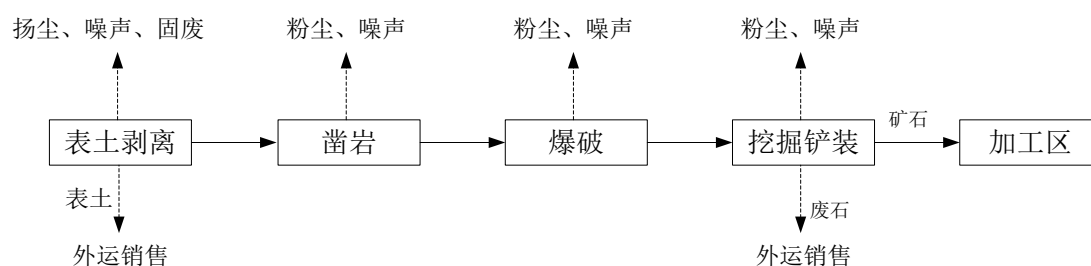 扬尘、噪声、固废
粉尘、噪声
粉尘、噪声
粉尘、噪声
表土剥离
凿岩
爆破
挖掘铲装
矿石
加工区
表土
废石
外运销售
外运销售